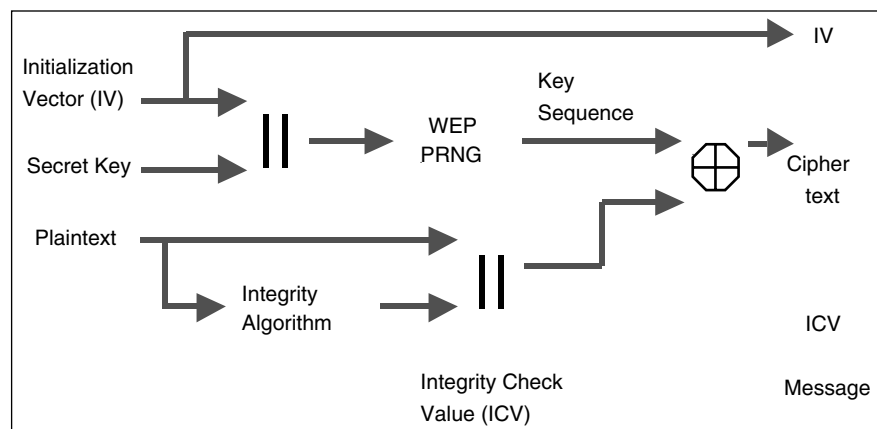 IV
Initialization
Vector (IV)
Key
Sequence
WEP
PRNG
Secret Key
Cipher
text
Plaintext
Integrity
Algorithm
ICV
Integrity Check
Value (ICV)
Message